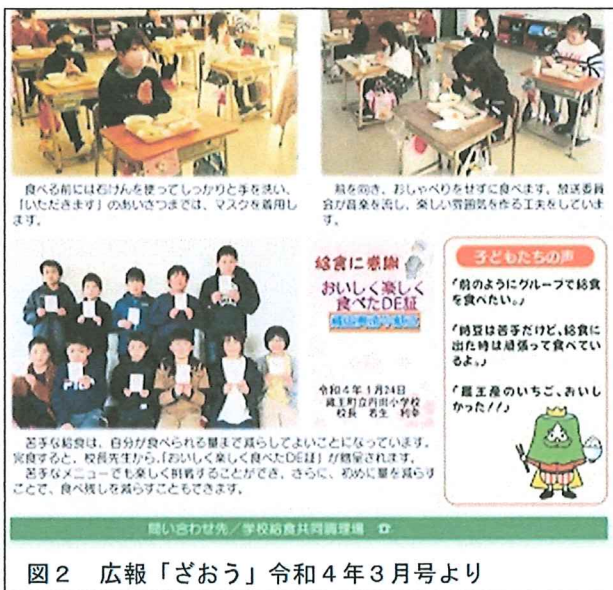 食べる前には石けんを使ってしっかりと手を洗い、
「いただきます」のあいさつまでは、マスクを着用し
ます。
前を向き、おしゃべりをせずに食べます。放送委員
会が音楽を流し、楽しい雰囲気を作る工夫をしていま
す。
給食に感謝
おいしく楽しく
食べたDE証
令和4年1月24日
蔵王町立円田小学校
校長
子どもたちの声
「前のようにグループで給食
を食べたい。」
「納豆は苦手だけど、給食に
出た時は頑張って食べてい
るよ。」
「蔵王産のいちご、おいし
かった!!」
苦手な給食は、自分が食べられる量まで減らしてよいことになっています。
完食すると、校長先生から、「おいしく楽しく食べたDE証」が贈呈されます。
苦手なメニューでも楽しく挑戦することができ、さらに、初めに量を減らす
ことで、食べ残しを減らすこともできます。
問い合わせ先/学校給食共同調理場 ☎
図2 広報「ざおう」令和4年3月号より